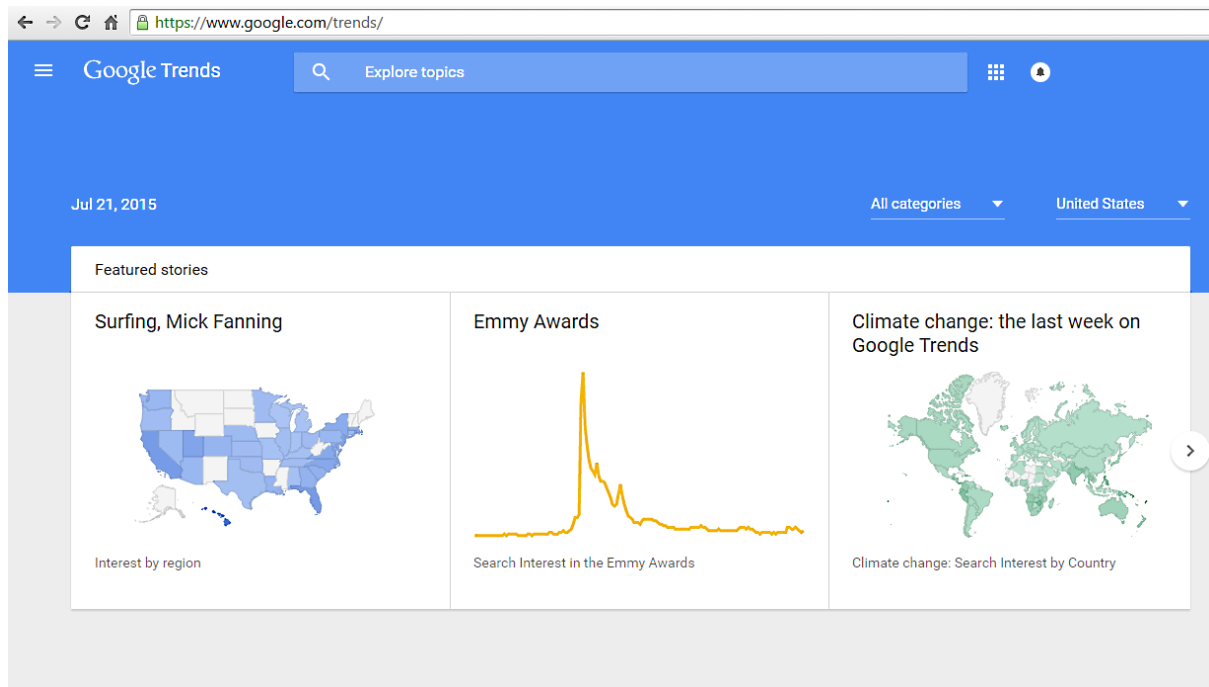 https://www.google.com/trends/
Google Trends
Explore topics
Jul 21, 2015
All categories
United States
Featured stories
Surfing, Mick Fanning
Interest by region
Emmy Awards
Search Interest in the Emmy Awards
Climate change: the last week on
Google Trends
Climate change: Search Interest by Country